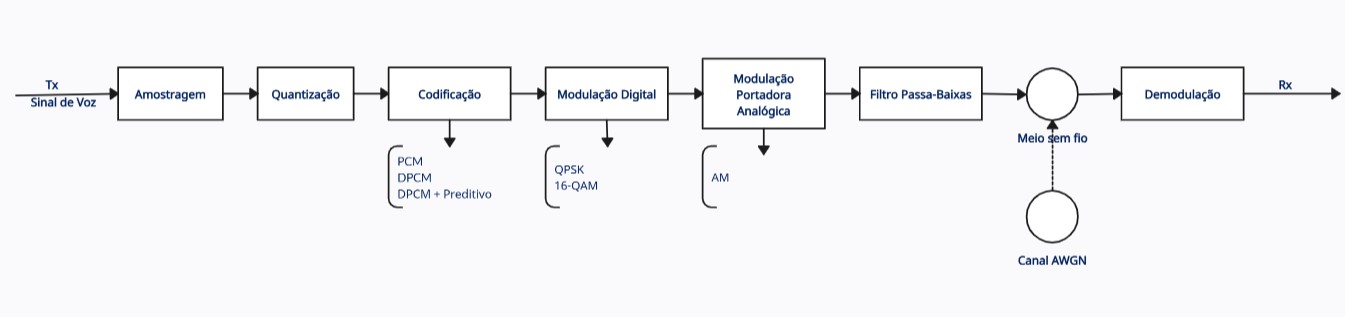 Tx
Sinal de Voz
Amostragem
Quantização
Codificação
Modulação Digital
Modulação
Portadora
Analógica
Filtro Passa-Baixas
Meio sem fio
Demodulação
Rx
PCM
DPCM
DPCM + Preditivo
QPSK
16-QAM
AM
Canal AWGN